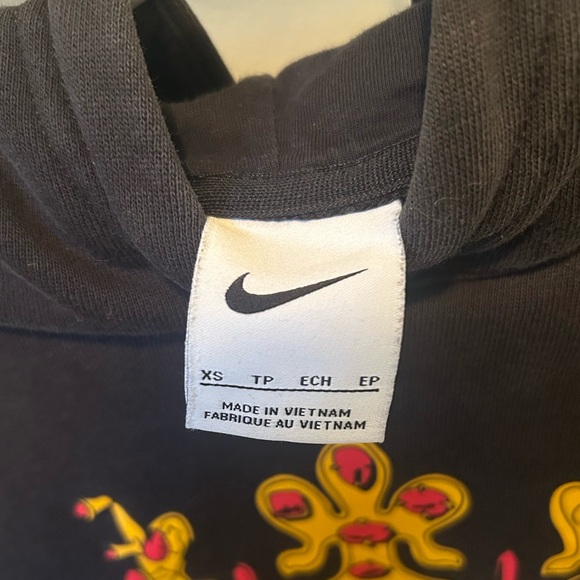 XS TP ECH EP
MADE IN VIETNAM
FABRIQUE AU VIETNAM